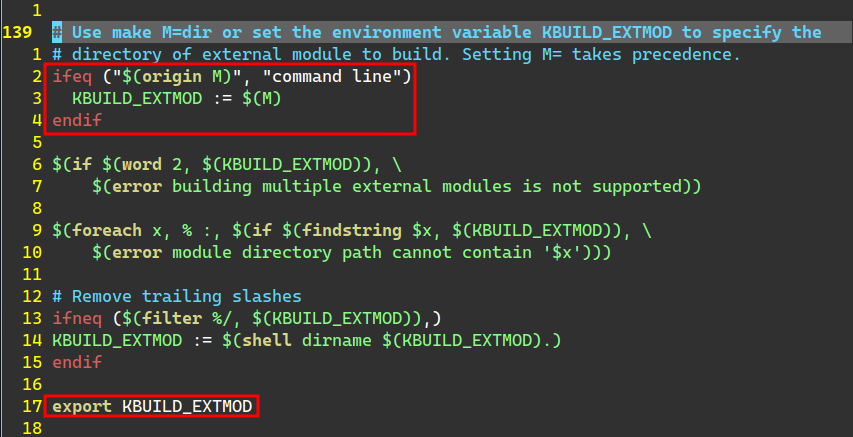 1
139 # Use make M=dir or set the environment variable KBUILD_EXTMOD to specify the
1 # directory of external module to build. Setting M= takes precedence.
2 ifeq ("$(origin M)", "command line")
3   KBUILD_EXTMOD := $(M)
4 endif
5
6 $(if $(word 2, $(KBUILD_EXTMOD)), \
7     $(error building multiple external modules is not supported))
8
9 $(foreach x, % :, $(if $(findstring $x, $(KBUILD_EXTMOD)), \
10     $(error module directory path cannot contain '$x')))
11
12 # Remove trailing slashes
13 ifneq ($(filter %/, $(KBUILD_EXTMOD)),)
14 KBUILD_EXTMOD := $(shell dirname $(KBUILD_EXTMOD).)
15 endif
16
17 export KBUILD_EXTMOD
18